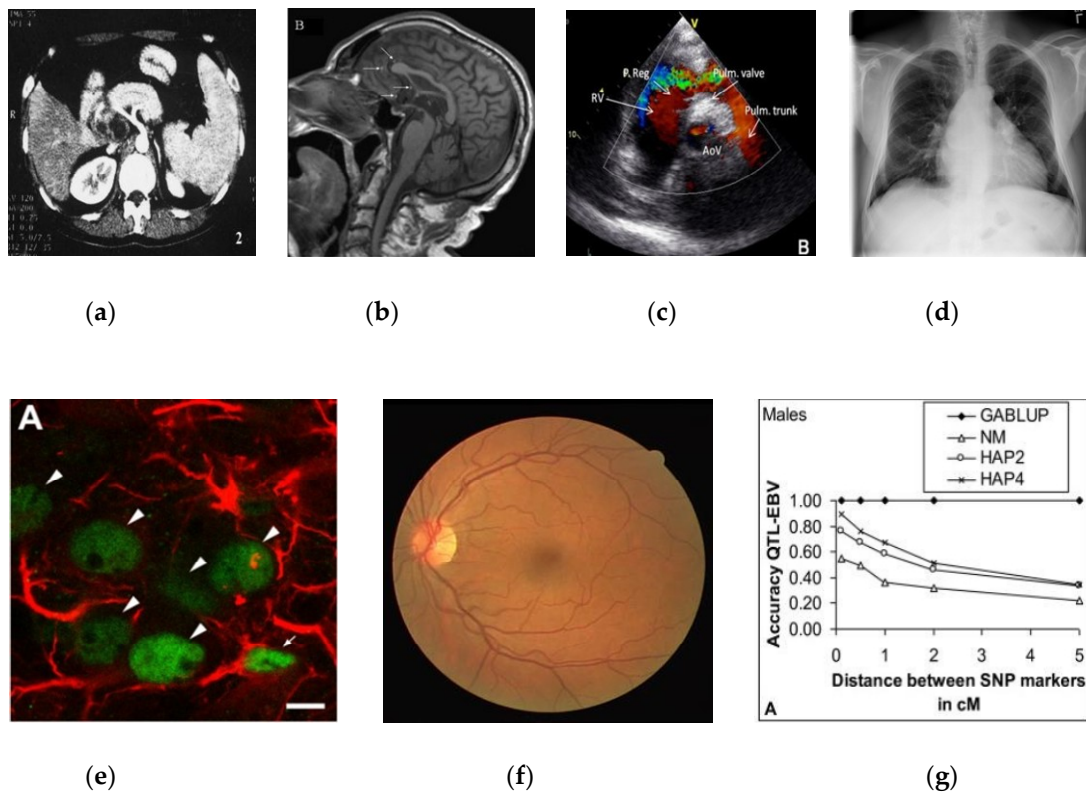 R
2
B
V
P. Reg
Pulm. valve
RV
Pulm. trunk
10
AoV
B
L
(a) (b) (c) (d)
A
Males
GABLUP
NM
HAP2
HAP4
Accuracy QTL-EBV
1.00
0.80
0.60
0.40
0.20
0.00
0 1 2 3 4 5
Distance between SNP markers
in cM
A
(e) (f) (g)